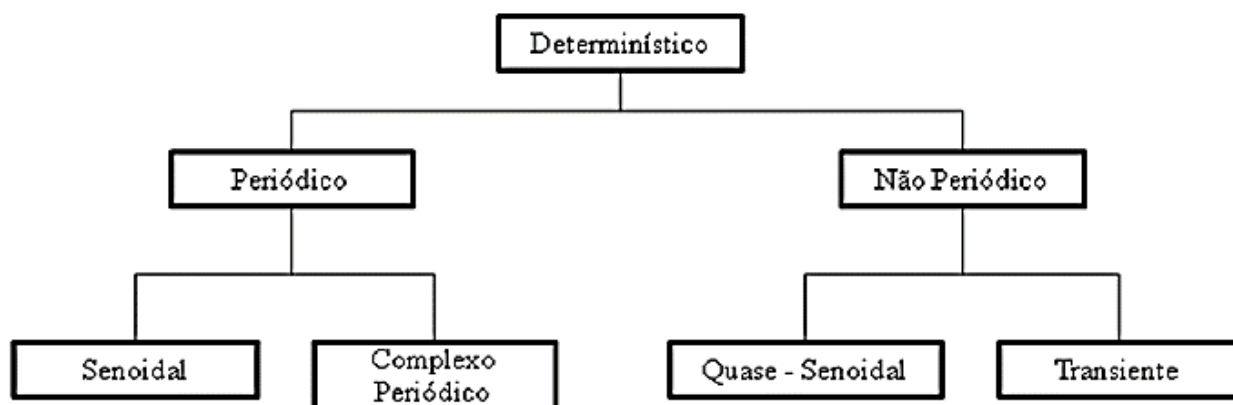 Determinístico
Periódico
Não Periódico
Senoidal
Complexo
Periódico
Quase - Senoidal
Transiente